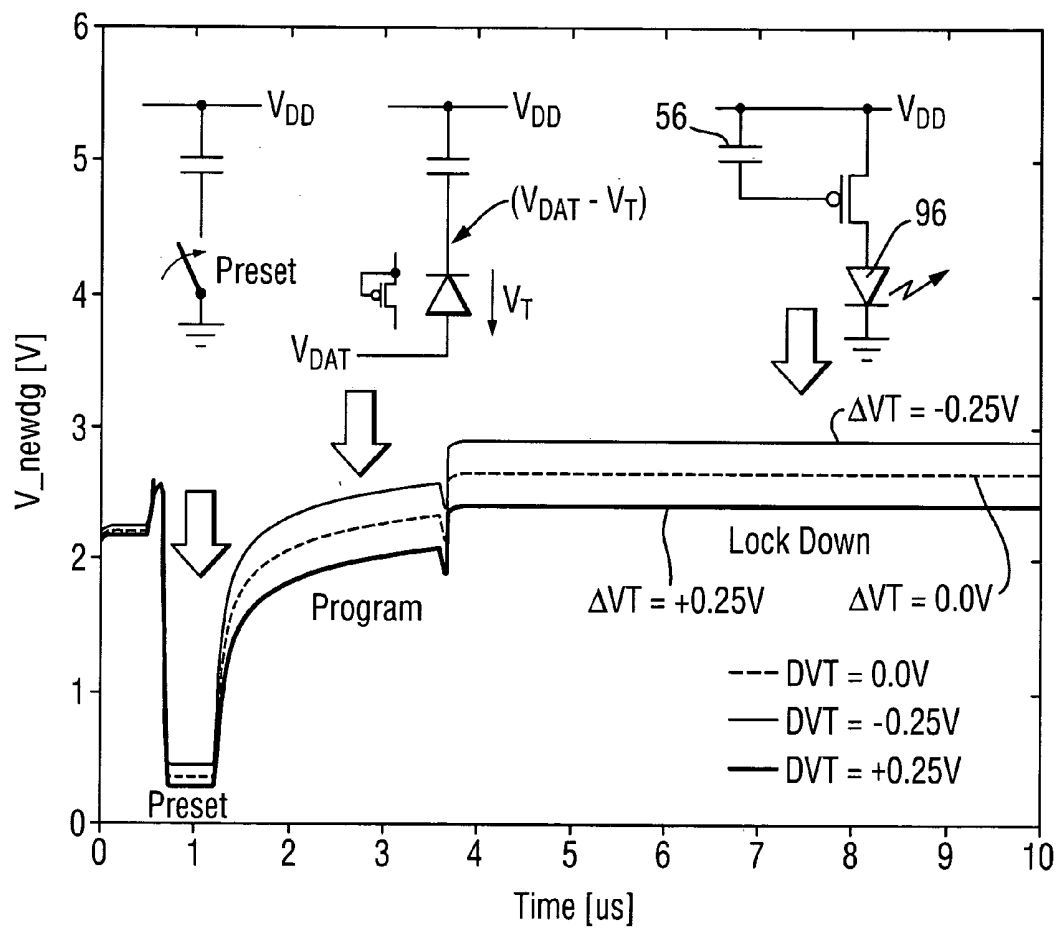 6
5
4
3
2
1
0
V_newdg [V]
V_DD
V_DD
56
V_DD
(V_DAT - V_T)
96
Preset
V_T
V_DAT
ΔVT = -0.25V
Lock Down
Program
ΔVT = +0.25V
ΔVT = 0.0V
DVT = 0.0V
DVT = -0.25V
DVT = +0.25V
Preset
0 1 2 3 4 5 6 7 8 9 10
Time [us]